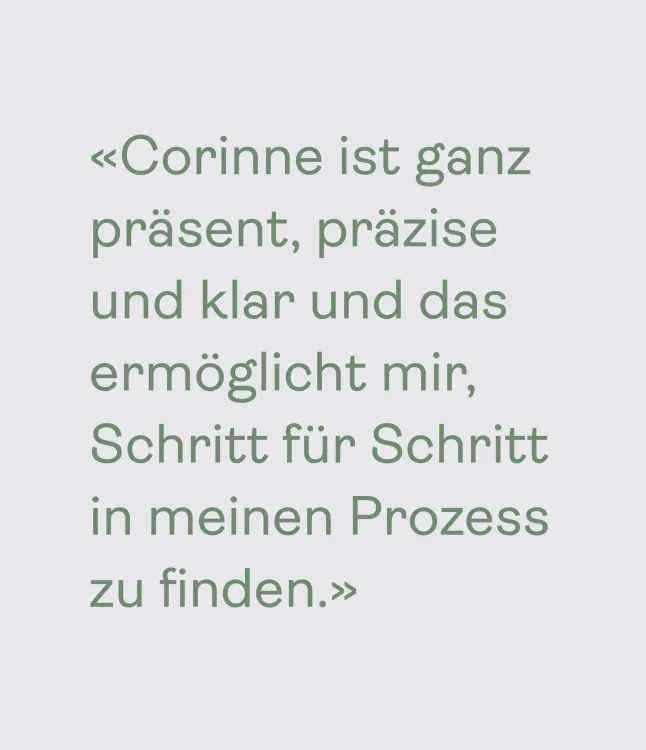 «Corinne ist ganz
präsent, präzise
und klar und das
ermöglicht mir,
Schritt für Schritt
in meinen Prozess
zu finden.»